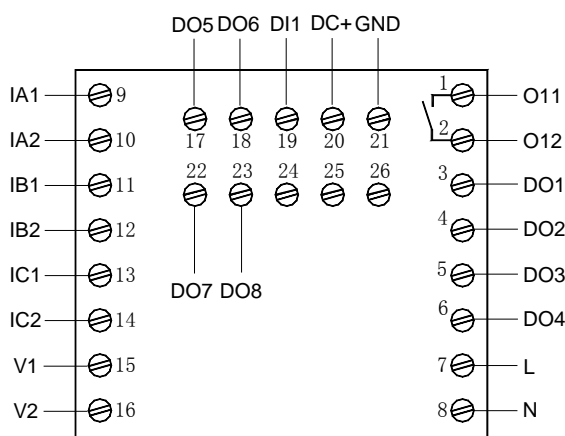 DO5 DO6 DI1 DC+ GND
IA1 9 1 O11
17 18 19 20 21
IA2 10 2 O12
22 23 24 25 26
IB1 11 3 DO1
IB2 12 4 DO2
IC1 13 5 DO3
DO7 DO8
IC2 14 6 DO4
V1 15 7 L
V2 16 8 N